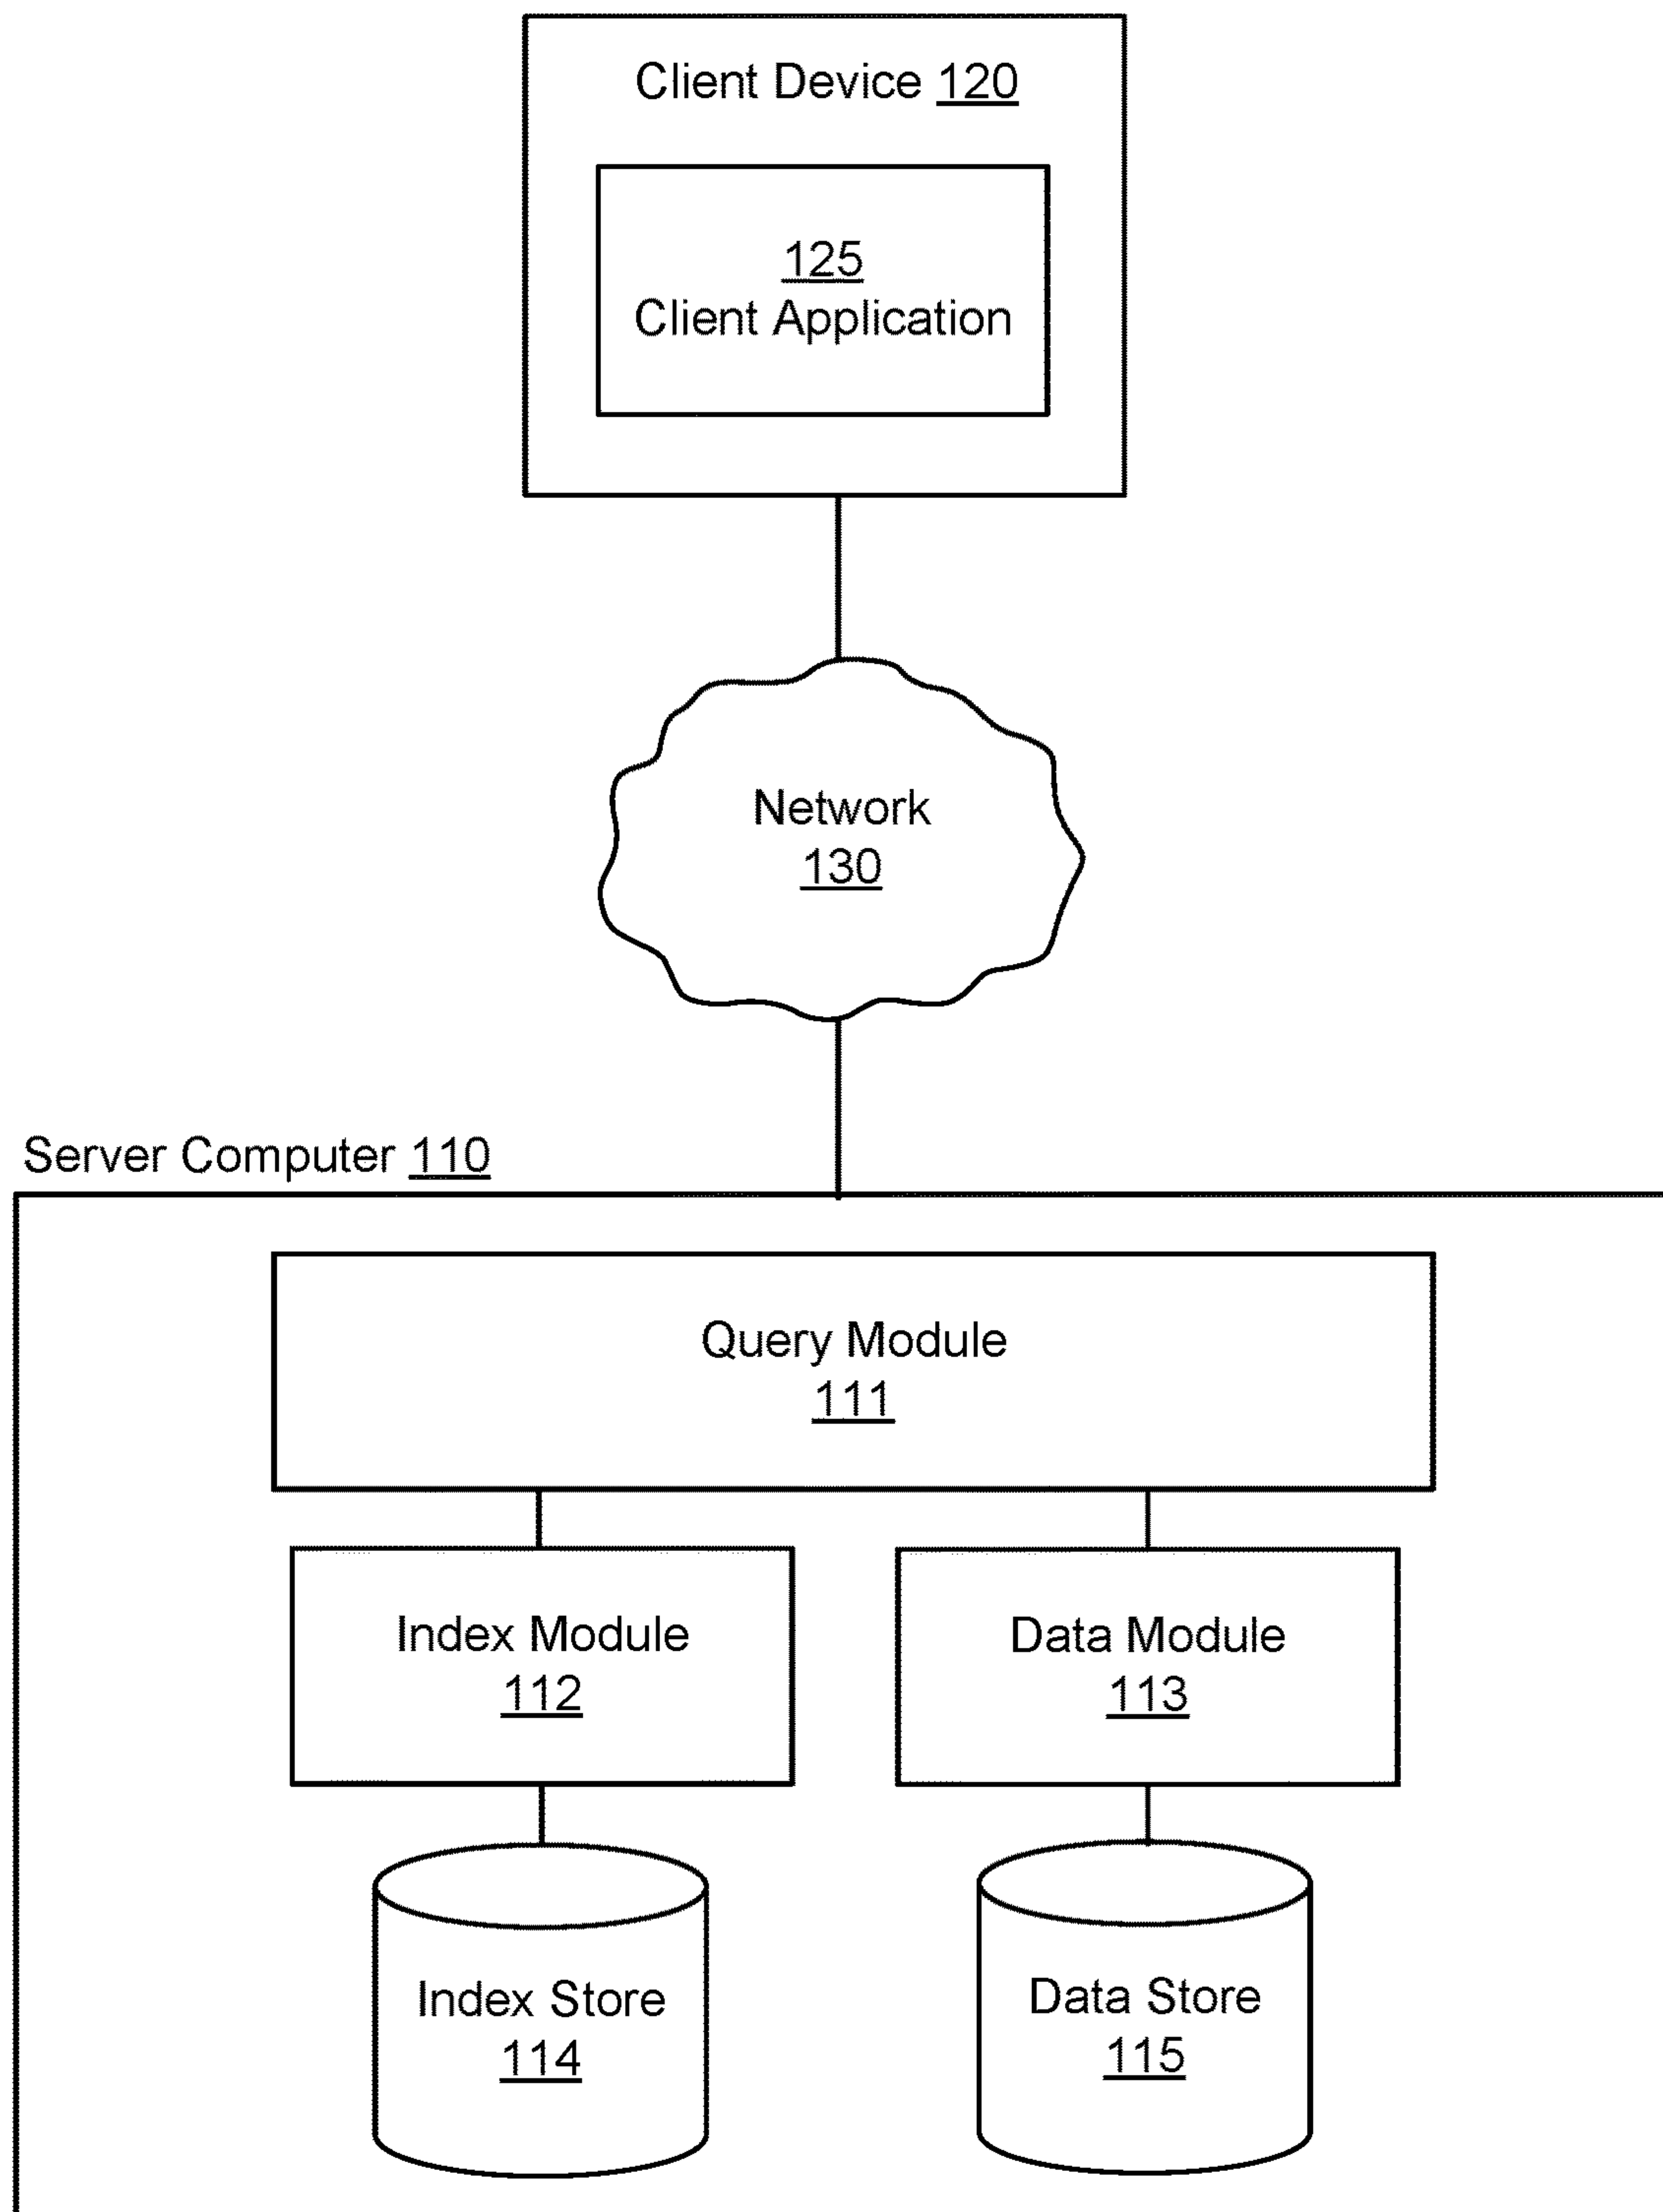 Client Device 120
125
Client Application
Network
130
Server Computer 110
Query Module
111
Index Module
112
Data Module
113
Index Store
114
Data Store
115